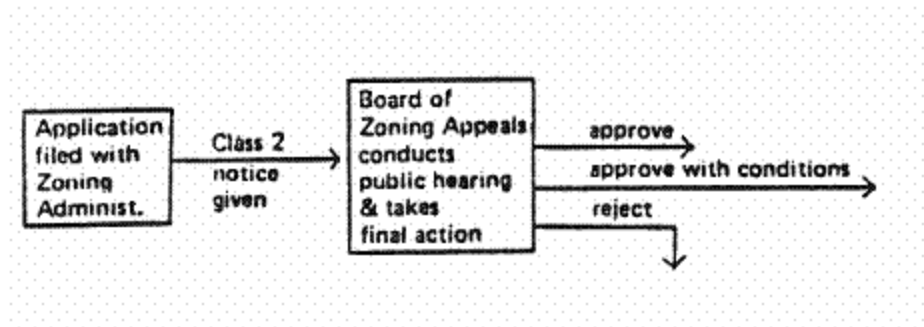 Application
filed with
Zoning
Administ.
Class 2
notice
given
Board of
Zoning Appeals
conducts
public hearing
& takes
final action
approve
approve with conditions
reject